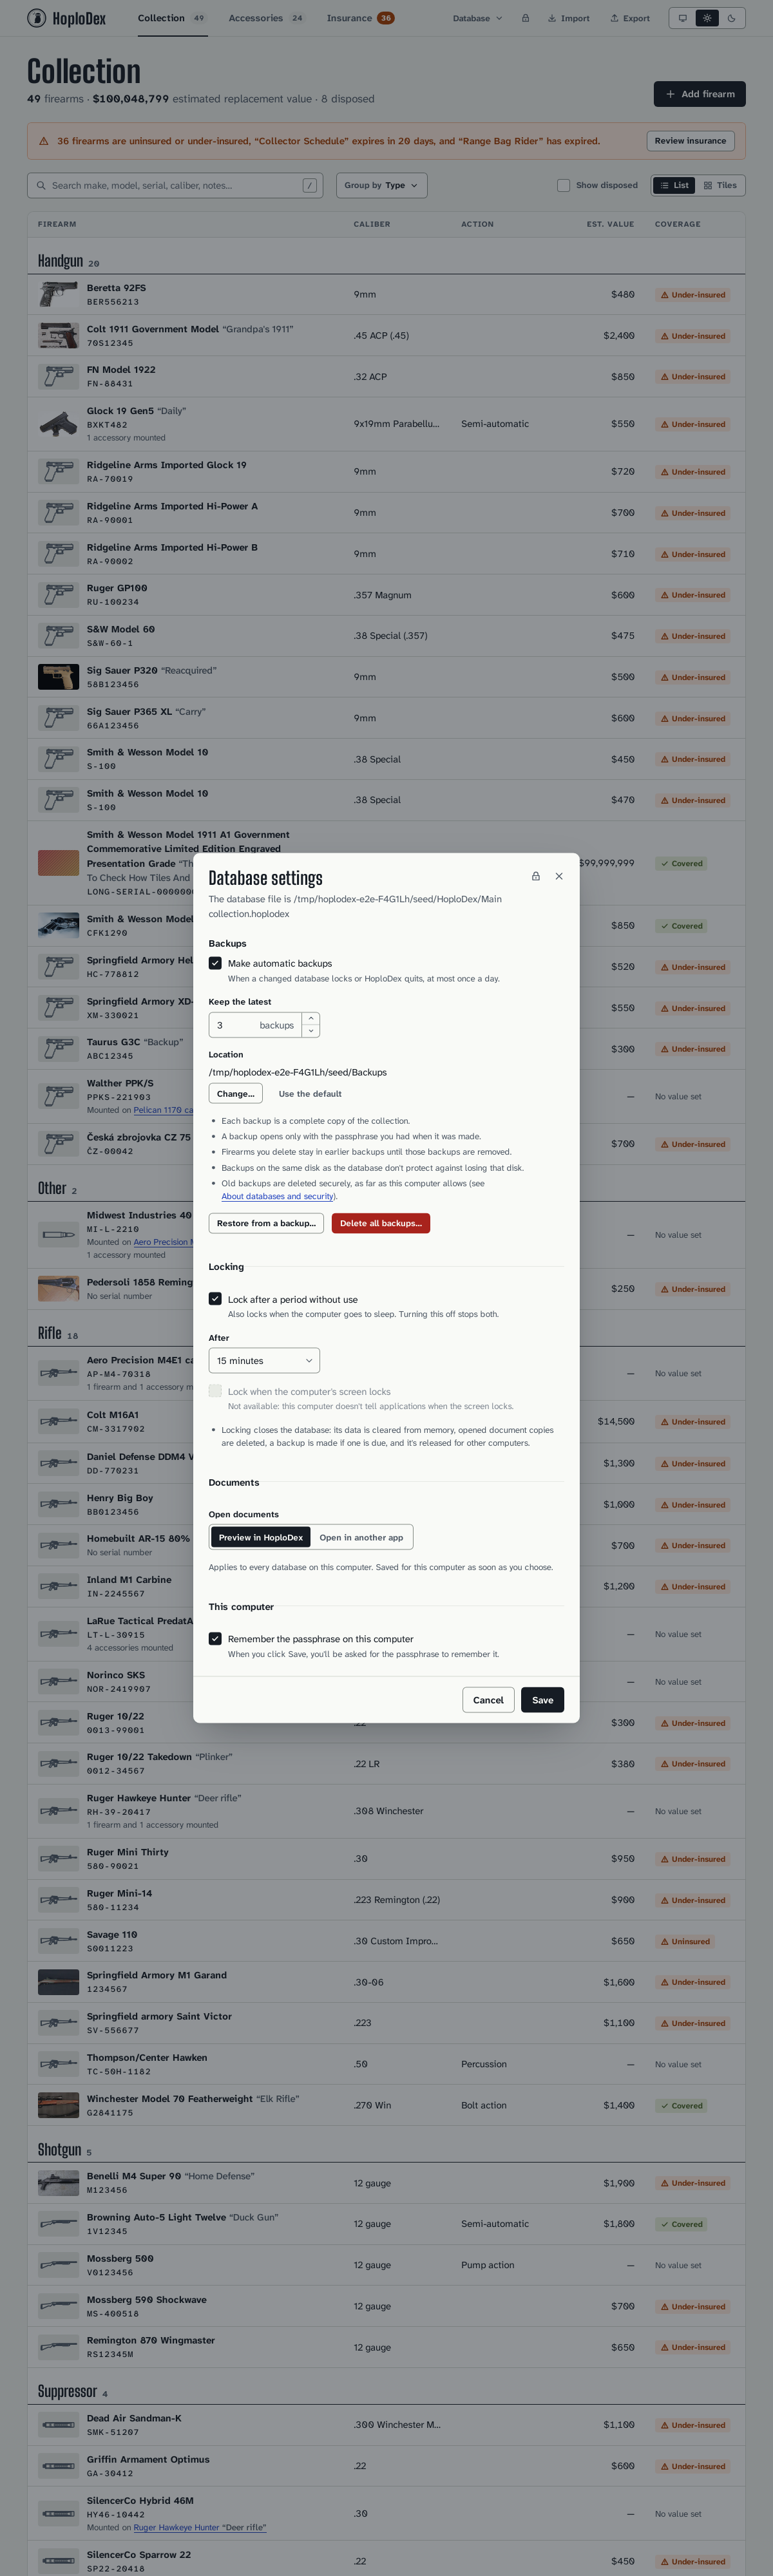 HoploDex
Collection 49
Accessories 24
Insurance 36
Database
Import
Export
Collection
49 firearms · $100,048,799 estimated replacement value · 8 disposed
Add firearm
36 firearms are uninsured or under-insured, “Collector Schedule” expires in 20 days, and “Range Bag Rider” has expired.
Review insurance
Search make, model, serial, caliber, notes...
/
Group by Type
Show disposed
List
Tiles
FIREARM CALIBER ACTION EST. VALUE COVERAGE
Handgun 20
Beretta 92FS
BER556213
9mm $480 Under-insured
Colt 1911 Government Model “Grandpa's 1911”
70S12345
.45 ACP (.45) $2,400 Under-insured
FN Model 1922
FN-88431
.32 ACP $850 Under-insured
Glock 19 Gen5 “Daily”
BXKT482
1 accessory mounted
9x19mm Parabellu... Semi-automatic $550 Under-insured
Ridgeline Arms Imported Glock 19
RA-70019
9mm $720 Under-insured
Ridgeline Arms Imported Hi-Power A
RA-90001
9mm $700 Under-insured
Ridgeline Arms Imported Hi-Power B
RA-90002
9mm $710 Under-insured
Ruger GP100
RU-100234
.357 Magnum $600 Under-insured
S&W Model 60
S&W-60-1
.38 Special (.357) $475 Under-insured
Sig Sauer P320 “Reacquired”
58B123456
9mm $500 Under-insured
Sig Sauer P365 XL “Carry”
66A123456
9mm $600 Under-insured
Smith & Wesson Model 10
S-100
.38 Special $450 Under-insured
Smith & Wesson Model 10
S-100
.38 Special $470 Under-insured
Smith & Wesson Model 1911 A1 Government
Commemorative Limited Edition Engraved
Presentation Grade “Th
To Check How Tiles And
LONG-SERIAL-000000
$99,999,999 Covered
Smith & Wesson Model
CFK1290
$850 Covered
Springfield Armory Hel
HC-778812
$520 Under-insured
Springfield Armory XD-
XM-330021
$550 Under-insured
Taurus G3C “Backup”
ABC12345
$300 Under-insured
Walther PPK/S
PPKS-221903
Mounted on Pelican 1170 ca
— No value set
Česká zbrojovka CZ 75
ČZ-00042
$700 Under-insured
Other 2
Midwest Industries 40
MI-L-2210
Mounted on Aero Precision M
1 accessory mounted
— No value set
Pedersoli 1858 Reming
No serial number
$250 Under-insured
Rifle 18
Aero Precision M4E1 ca
AP-M4-70318
1 firearm and 1 accessory m
— No value set
Colt M16A1
CM-3317902
$14,500 Under-insured
Daniel Defense DDM4 V
DD-770231
$1,300 Under-insured
Henry Big Boy
BB0123456
$1,000 Under-insured
Homebuilt AR-15 80%
No serial number
$700 Under-insured
Inland M1 Carbine
IN-2245567
$1,200 Under-insured
LaRue Tactical PredatA
LT-L-30915
4 accessories mounted
— No value set
Norinco SKS
NOR-2419907
— No value set
Ruger 10/22
0013-99001
.22 $300 Under-insured
Ruger 10/22 Takedown “Plinker”
0012-34567
.22 LR $380 Under-insured
Ruger Hawkeye Hunter “Deer rifle”
RH-39-20417
1 firearm and 1 accessory mounted
.308 Winchester — No value set
Ruger Mini Thirty
580-90021
.30 $950 Under-insured
Ruger Mini-14
580-11234
.223 Remington (.22) $900 Under-insured
Savage 110
S0011223
.30 Custom Impro... $650 Uninsured
Springfield Armory M1 Garand
1234567
.30-06 $1,600 Under-insured
Springfield armory Saint Victor
SV-556677
.223 $1,100 Under-insured
Thompson/Center Hawken
TC-50H-1182
.50 Percussion — No value set
Winchester Model 70 Featherweight “Elk Rifle”
G2841175
.270 Win Bolt action $1,400 Covered
Shotgun 5
Benelli M4 Super 90 “Home Defense”
M123456
12 gauge $1,900 Under-insured
Browning Auto-5 Light Twelve “Duck Gun”
1V12345
12 gauge Semi-automatic $1,800 Covered
Mossberg 500
V0123456
12 gauge Pump action — No value set
Mossberg 590 Shockwave
MS-400518
12 gauge $700 Under-insured
Remington 870 Wingmaster
RS12345M
12 gauge $650 Under-insured
Suppressor 4
Dead Air Sandman-K
SMK-51207
.300 Winchester M... $1,100 Under-insured
Griffin Armament Optimus
GA-30412
.22 $600 Under-insured
SilencerCo Hybrid 46M
HY46-10442
Mounted on Ruger Hawkeye Hunter “Deer rifle”
.30 — No value set
SilencerCo Sparrow 22
SP22-20418
.22 $450 Under-insured
Database settings
The database file is /tmp/hoplodex-e2e-F4G1Lh/seed/HoploDex/Main
collection.hoplodex
Backups
Make automatic backups
When a changed database locks or HoploDex quits, at most once a day.
Keep the latest
3 backups
Location
/tmp/hoplodex-e2e-F4G1Lh/seed/Backups
Change...
Use the default
Each backup is a complete copy of the collection.
A backup opens only with the passphrase you had when it was made.
Firearms you delete stay in earlier backups until those backups are removed.
Backups on the same disk as the database don't protect against losing that disk.
Old backups are deleted securely, as far as this computer allows (see
About databases and security).
Restore from a backup...
Delete all backups...
Locking
Lock after a period without use
Also locks when the computer goes to sleep. Turning this off stops both.
After
15 minutes
Lock when the computer's screen locks
Not available: this computer doesn't tell applications when the screen locks.
Locking closes the database: its data is cleared from memory, opened document copies
are deleted, a backup is made if one is due, and it's released for other computers.
Documents
Open documents
Preview in HoploDex
Open in another app
Applies to every database on this computer. Saved for this computer as soon as you choose.
This computer
Remember the passphrase on this computer
When you click Save, you'll be asked for the passphrase to remember it.
Cancel
Save